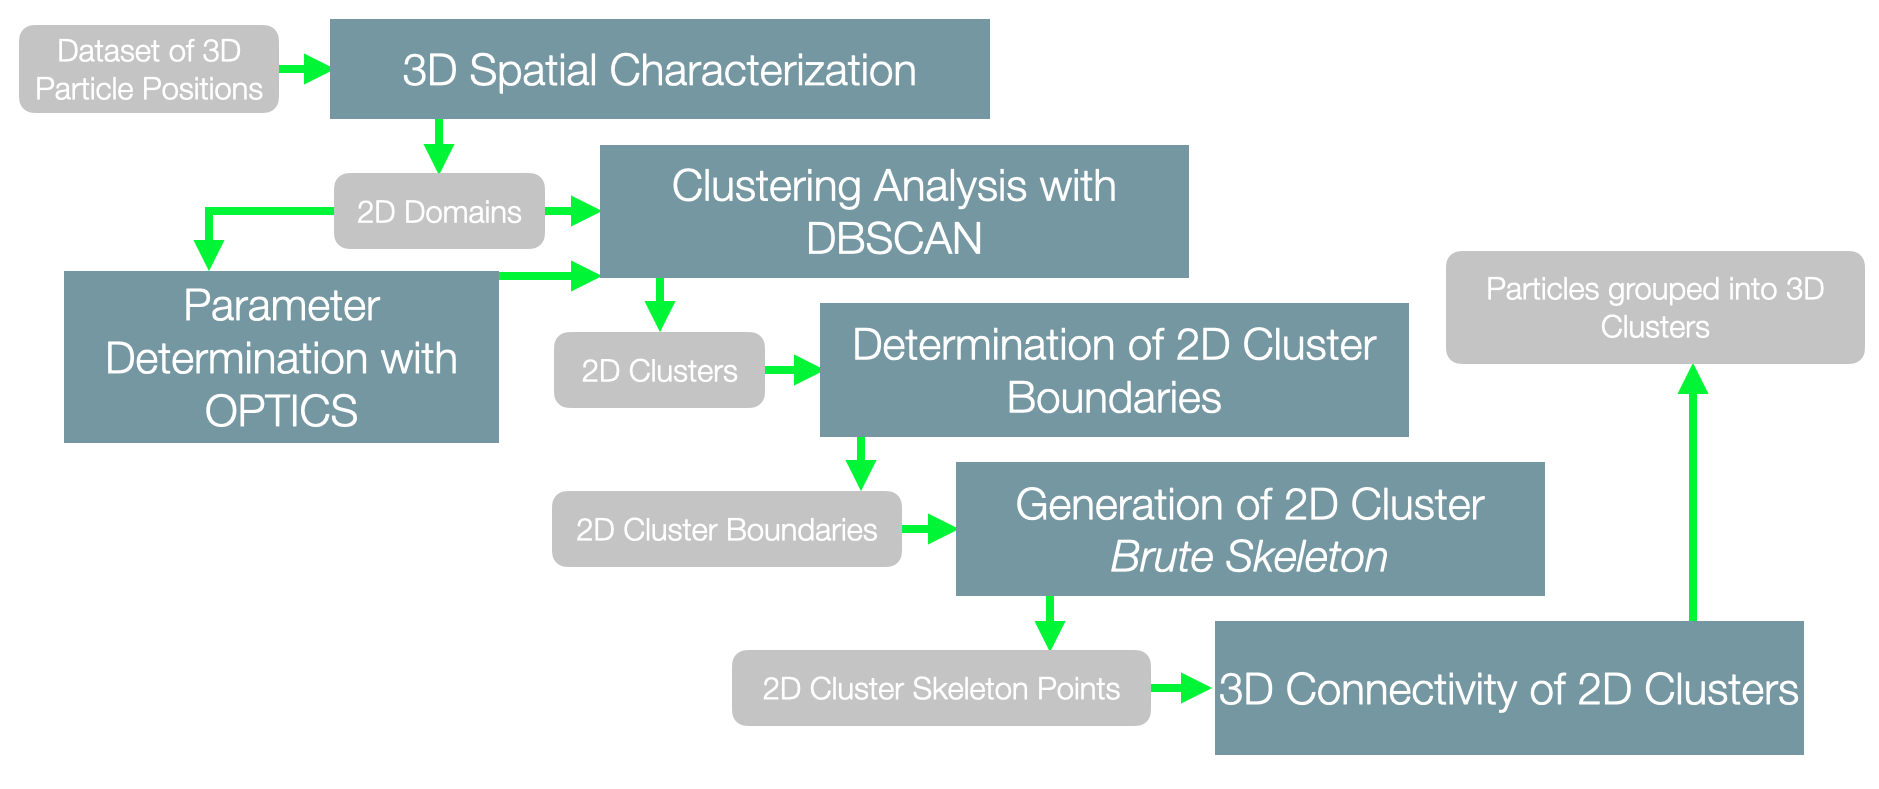 Dataset of 3D
Particle Positions
3D Spatial Characterization
2D Domains
Clustering Analysis with
DBSCAN
Parameter
Determination with
OPTICS
2D Clusters
Determination of 2D Cluster
Boundaries
Particles grouped into 3D
Clusters
2D Cluster Boundaries
Generation of 2D Cluster
Brute Skeleton
2D Cluster Skeleton Points
3D Connectivity of 2D Clusters